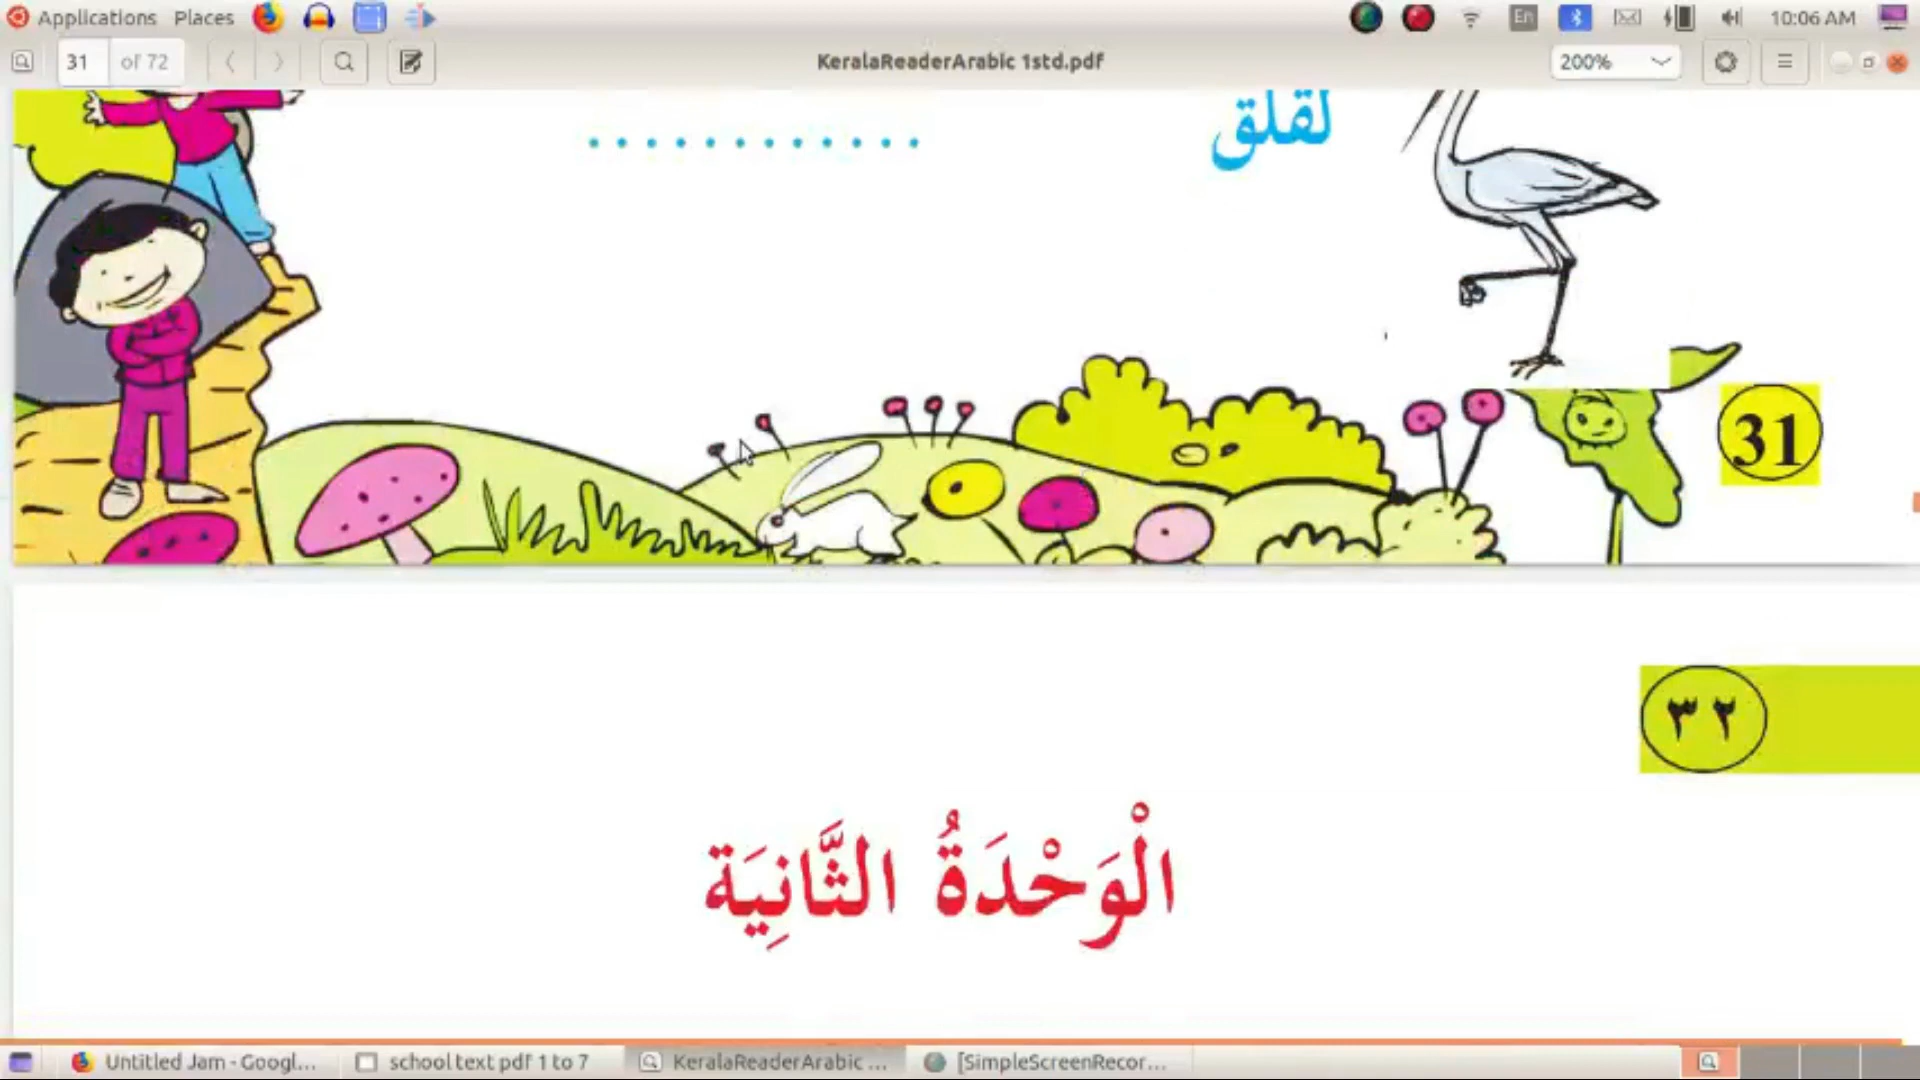 Applications Places En 10:06 AM
31 of 72 KeralaReaderArabic 1std.pdf 200%
لقلق
............
31
٣٢
الْوَحْدَةُ الثَّانِيَة
Untitled Jam - Googl... school text pdf 1 to 7 KeralaReaderArabic ... [SimpleScreenRecor...